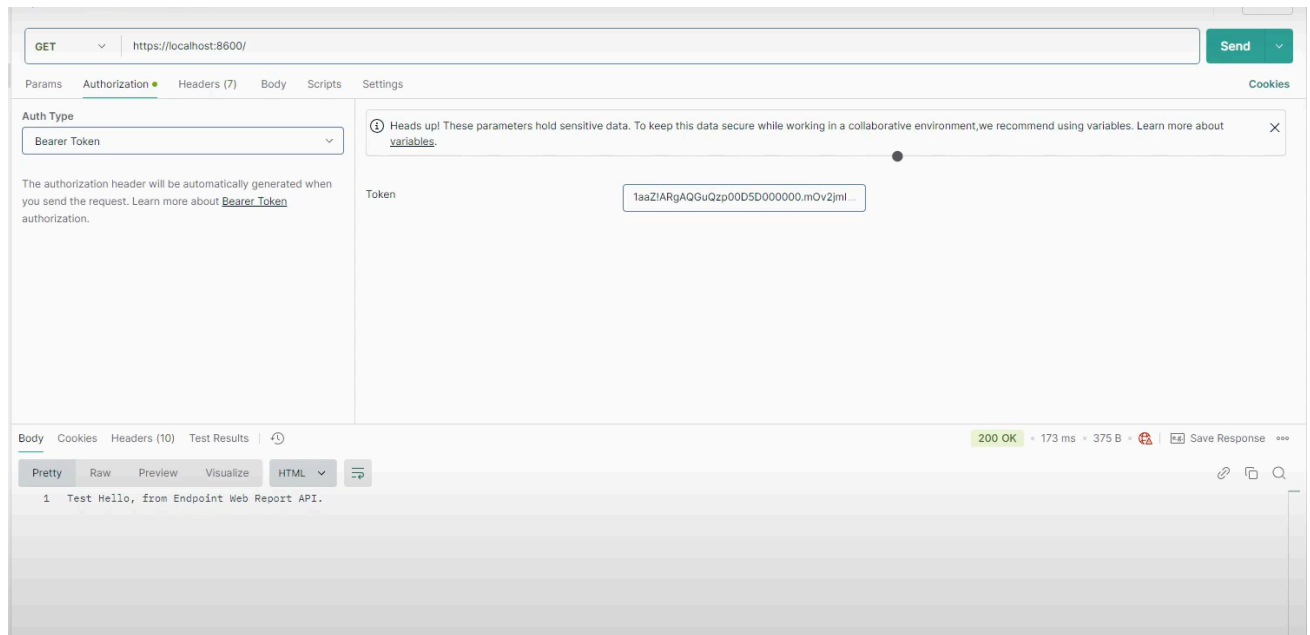 GET https://localhost:8600/ Send
Params Authorization Headers (7) Body Scripts Settings Cookies
Auth Type
Bearer Token
The authorization header will be automatically generated when
you send the request. Learn more about Bearer Token
authorization.
Heads up! These parameters hold sensitive data. To keep this data secure while working in a collaborative environment,we recommend using variables. Learn more about
variables.
Token 1aaZ!ARgAQGuQzp00D5D000000.mOv2jml...
Body Cookies Headers (10) Test Results 200 OK 173 ms 375 B e.g. Save Response
Pretty Raw Preview Visualize HTML
1 Test Hello, from Endpoint Web Report API.